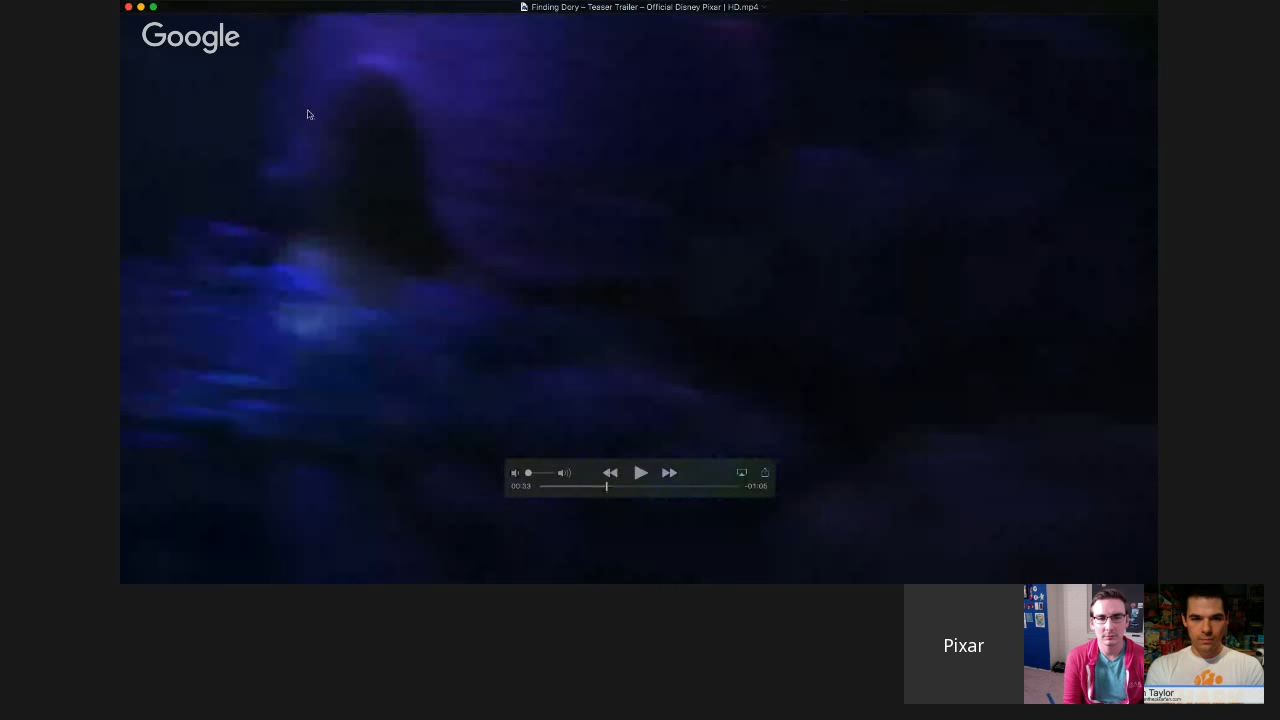 Finding Dory – Teaser Trailer – Official Disney Pixar | HD.mp4
Google
00:33
-01:05
Pixar
Taylor